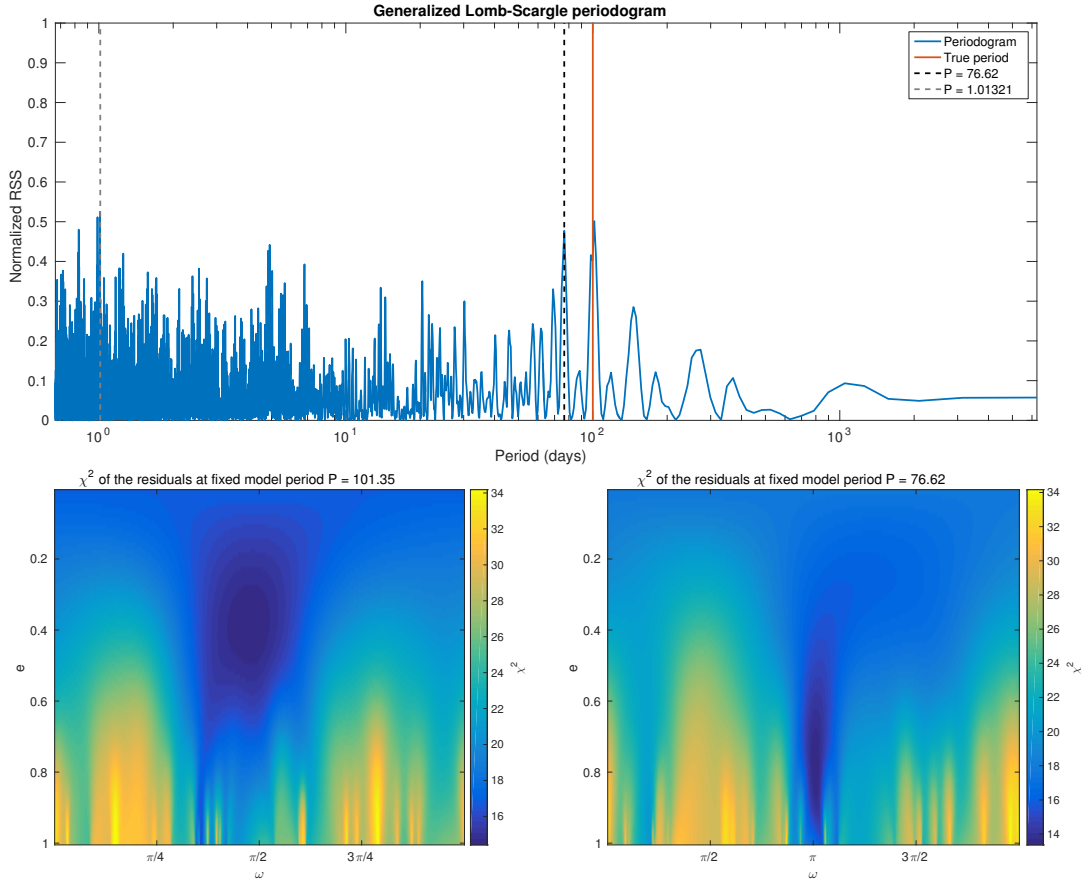 Generalized Lomb-Scargle periodogram
1
0.9
0.8
0.7
0.6
0.5
0.4
0.3
0.2
0.1
0
Normalized RSS
Periodogram
True period
P = 76.62
P = 1.01321
10^0
10^1
10^2
10^3
Period (days)
χ^2 of the residuals at fixed model period P = 101.35
0.2
0.4
0.6
0.8
1
e
π/4
π/2
3π/4
ω
34
32
30
28
26
24
22
20
18
16
χ^2
χ^2 of the residuals at fixed model period P = 76.62
0.2
0.4
0.6
0.8
1
e
π/2
π
3π/2
ω
34
32
30
28
26
24
22
20
18
16
14
χ^2